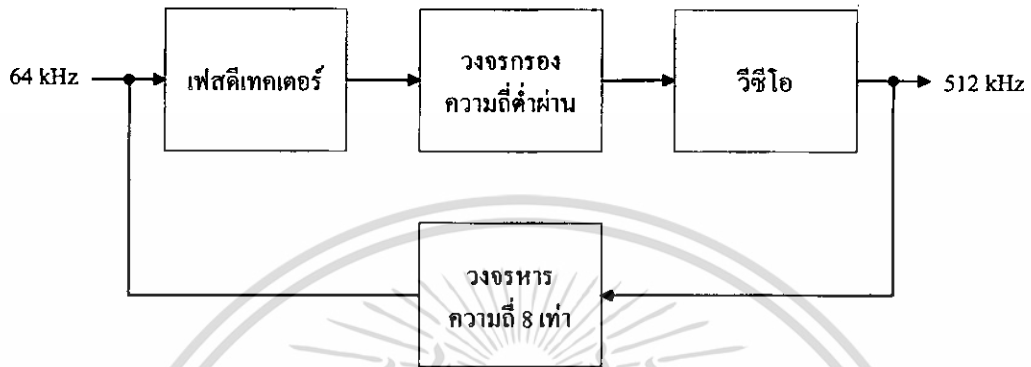 64 kHz
เฟสดีเทคเตอร์
วงจรกรอง
ความถี่ต่ำผ่าน
วีซีโอ
512 kHz
วงจรหาร
ความถี่ 8 เท่า